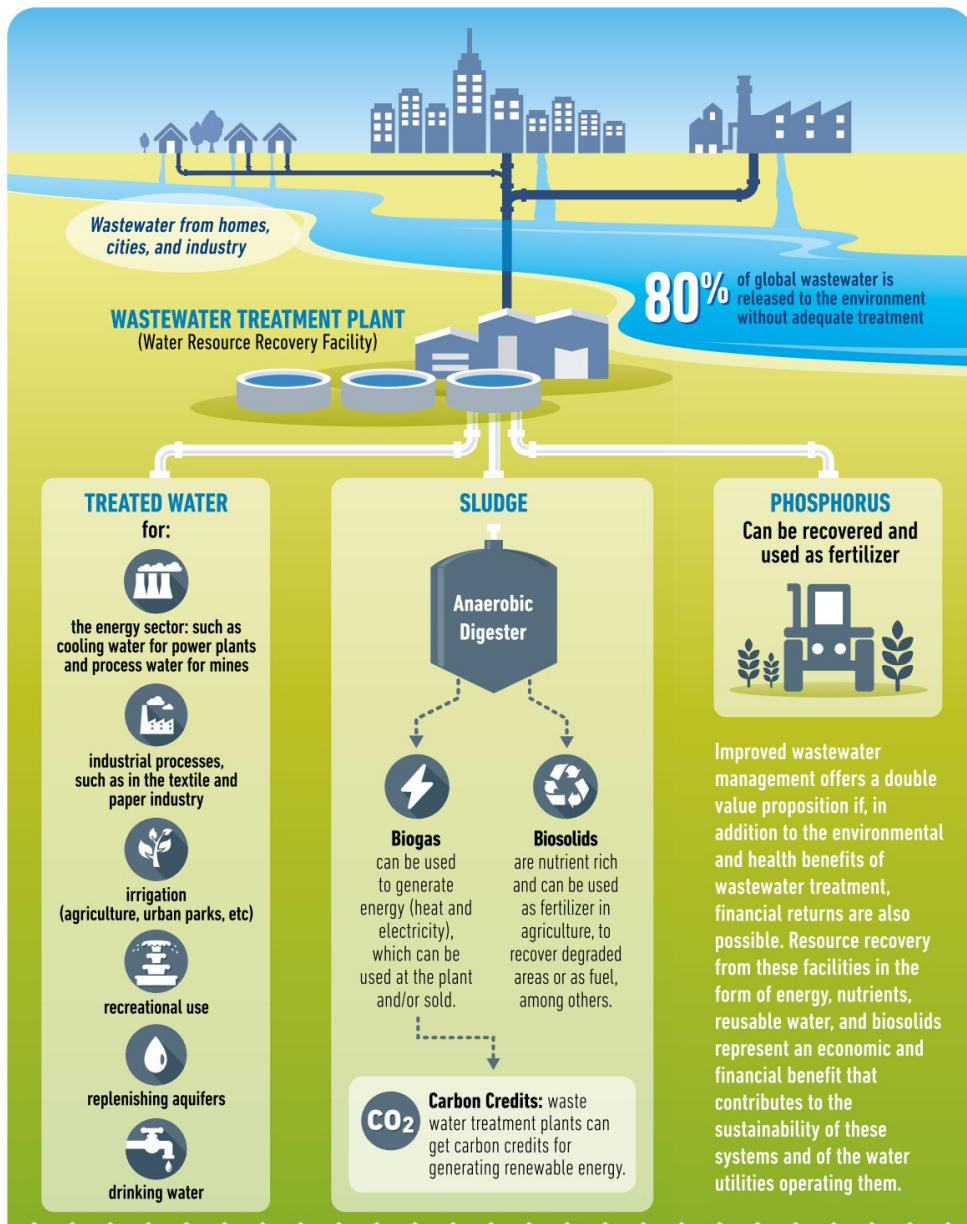 Wastewater from homes,
cities, and industry
80%
of global wastewater is
released to the environment
without adequate treatment
WASTEWATER TREATMENT PLANT
(Water Resource Recovery Facility)
TREATED WATER
for:
the energy sector: such as
cooling water for power plants
and process water for mines
industrial processes,
such as in the textile and
paper industry
irrigation
(agriculture, urban parks, etc)
recreational use
replenishing aquifers
drinking water
SLUDGE
Anaerobic
Digester
Biogas
can be used
to generate
energy (heat and
electricity),
which can be
used at the plant
and/or sold.
Biosolids
are nutrient rich
and can be used
as fertilizer in
agriculture, to
recover degraded
areas or as fuel,
among others.
CO2
Carbon Credits: waste
water treatment plants can
get carbon credits for
generating renewable energy.
PHOSPHORUS
Can be recovered and
used as fertilizer
Improved wastewater
management offers a double
value proposition if, in
addition to the environmental
and health benefits of
wastewater treatment,
financial returns are also
possible. Resource recovery
from these facilities in the
form of energy, nutrients,
reusable water, and biosolids
represent an economic and
financial benefit that
contributes to the
sustainability of these
systems and of the water
utilities operating them.